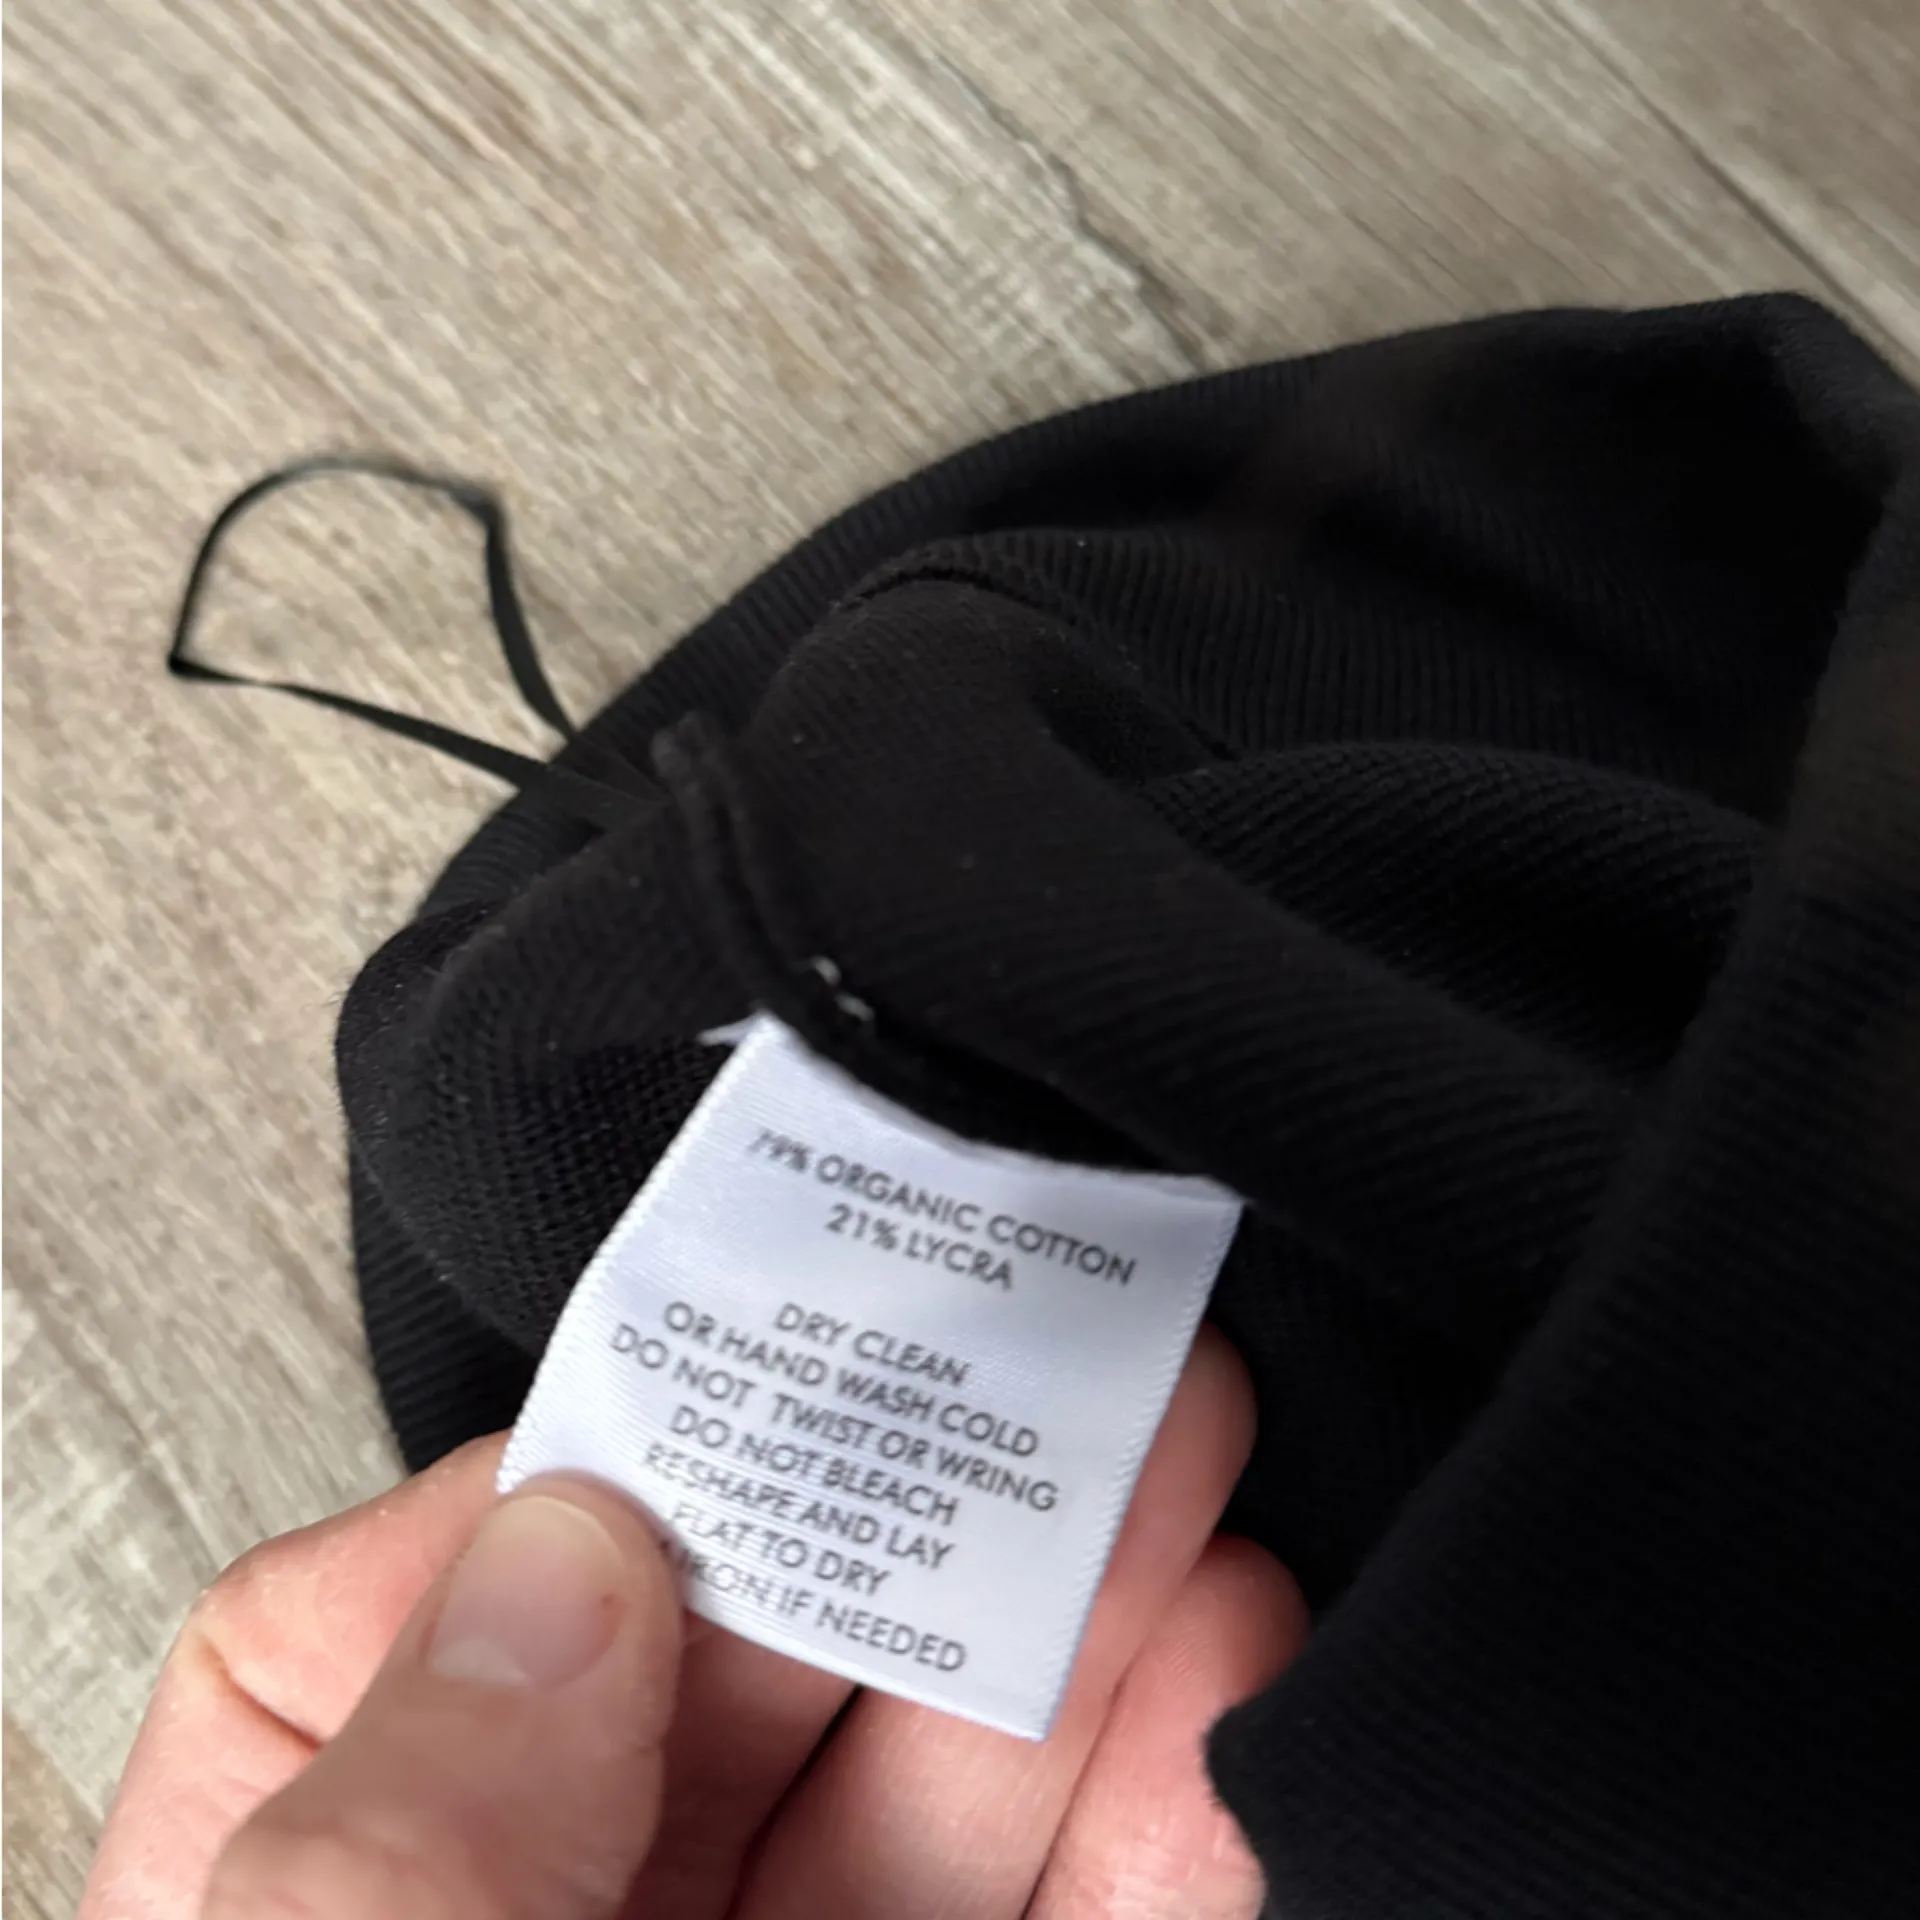 79% ORGANIC COTTON
21% LYCRA
DRY CLEAN
OR HAND WASH COLD
DO NOT TWIST OR WRING
DO NOT BLEACH
RESHAPE AND LAY
FLAT TO DRY
IF NEEDED